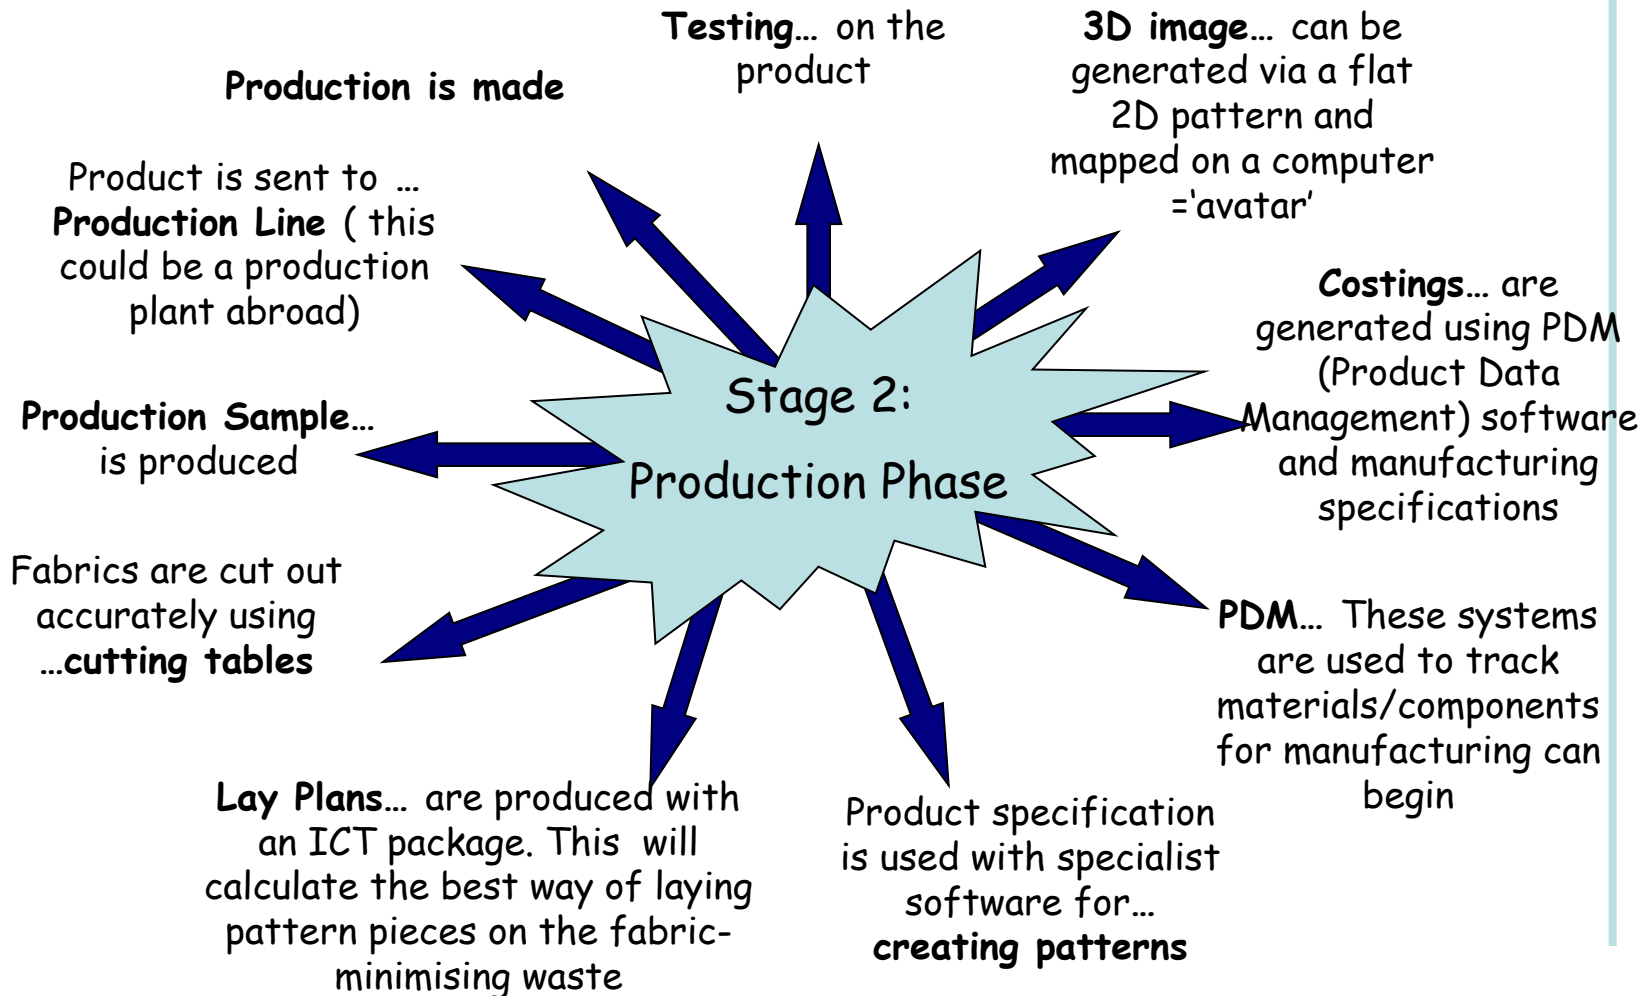 Testing… on the
product
3D image… can be
generated via a flat
2D pattern and
mapped on a computer
=‘avatar’
Costings… are
generated using PDM
(Product Data
Management) software
and manufacturing
specifications
PDM… These systems
are used to track
materials/components
for manufacturing can
begin
Product specification
is used with specialist
software for…
creating patterns
Lay Plans… are produced with
an ICT package. This will
calculate the best way of laying
pattern pieces on the fabric-
minimising waste
Fabrics are cut out
accurately using
…cutting tables
Production Sample…
is produced
Product is sent to …
Production Line ( this
could be a production
plant abroad)
Production is made
Stage 2:
Production Phase